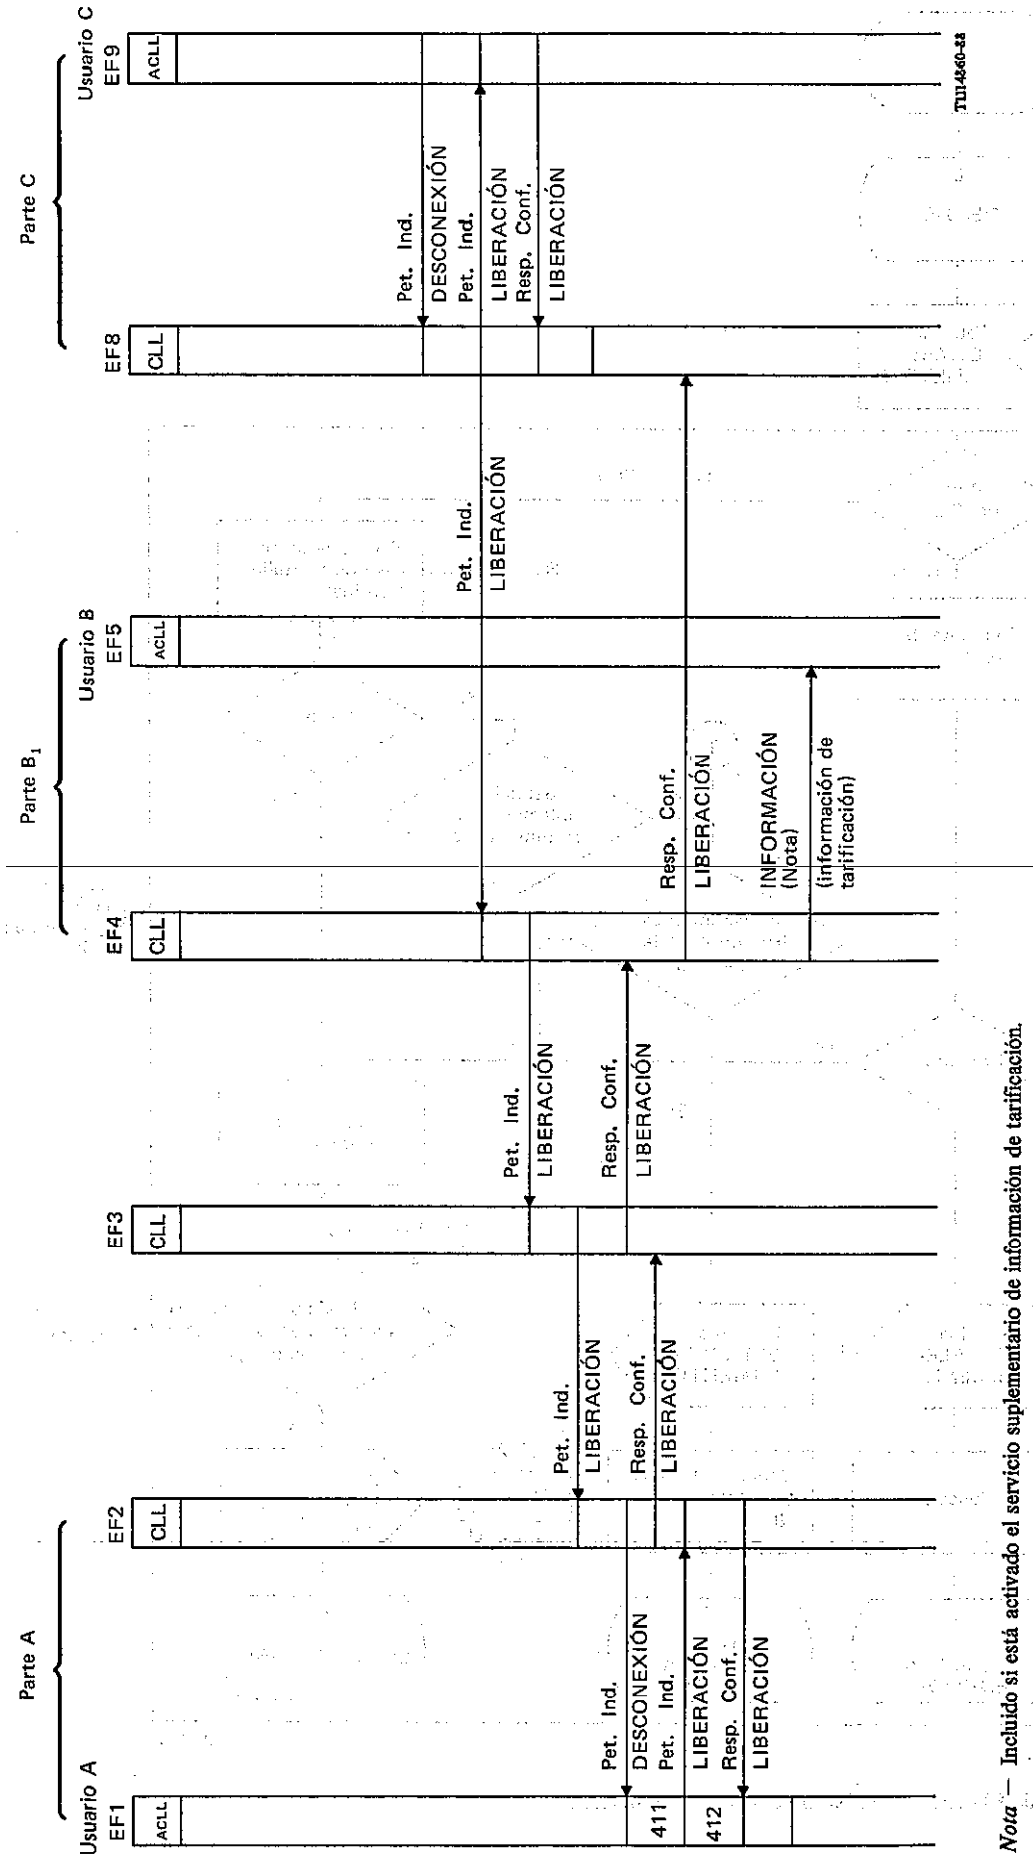 Parte A
Parte B1
Parte C
Usuario A
Usuario B
Usuario C
EF1
EF2
EF3
EF4
EF5
EF8
EF9
ACLL
CLL
CLL
CLL
ACLL
CLL
ACLL
Pet. Ind.
DESCONEXIÓN
Pet. Ind.
LIBERACIÓN
Resp. Conf.
LIBERACIÓN
Pet. Ind.
LIBERACIÓN
Pet. Ind.
LIBERACIÓN
Pet. Ind.
LIBERACIÓN
Resp. Conf.
LIBERACIÓN
Resp. Conf.
LIBERACIÓN
Pet. Ind.
DESCONEXIÓN
411
Pet. Ind.
LIBERACIÓN
412
Resp. Conf.
LIBERACIÓN
Resp. Conf.
LIBERACIÓN
INFORMACIÓN
(Nota)
(información de
tarificación)
T1114860-88
Nota — Incluido si está activado el servicio suplementario de información de tarificación.